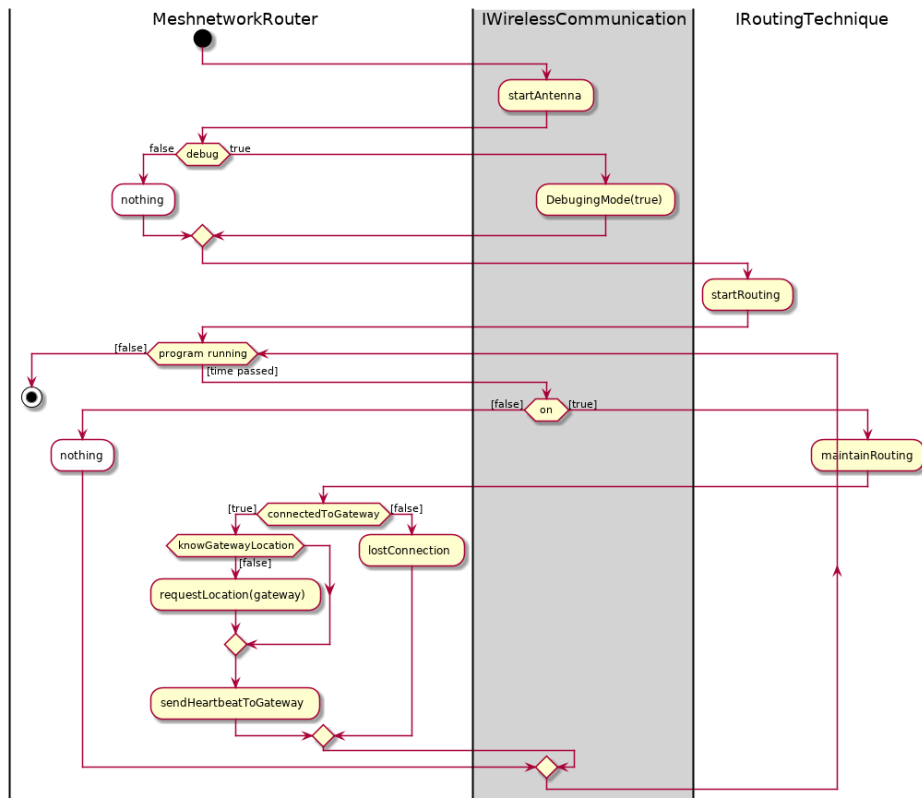 MeshnetworkRouter
IWirelessCommunication
IRoutingTechnique
startAntenna
false
debug
true
nothing
DebugingMode(true)
startRouting
[false]
program running
[time passed]
[false]
on
[true]
nothing
maintainRouting
[true]
connectedToGateway
[false]
knowGatewayLocation
lostConnection
[false]
requestLocation(gateway)
sendHeartbeatToGateway